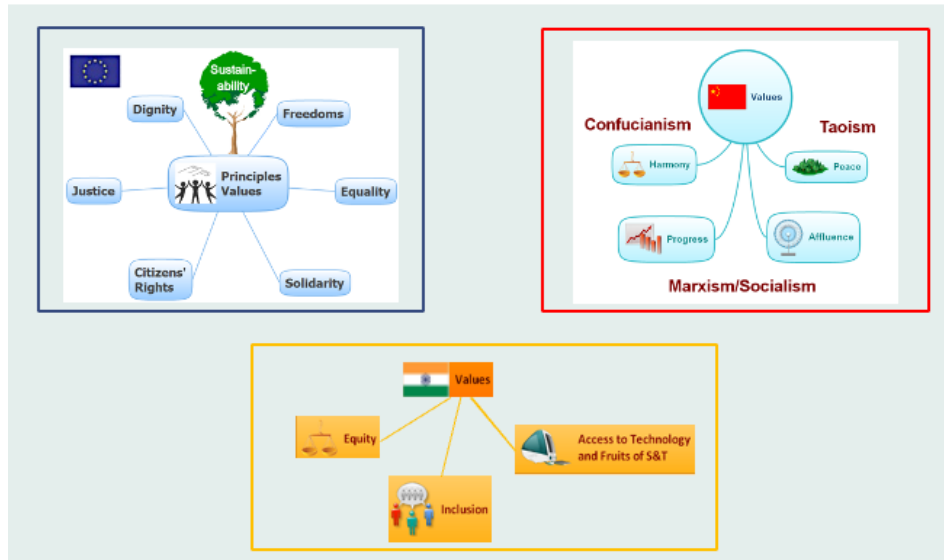 Sustain-
ability
Dignity
Freedoms
Principles
Values
Justice
Equality
Citizens'
Rights
Solidarity
Values
Confucianism
Taoism
Harmony
Peace
Progress
Affluence
Marxism/Socialism
Values
Equity
Access to Technology
and Fruits of S&T
Inclusion